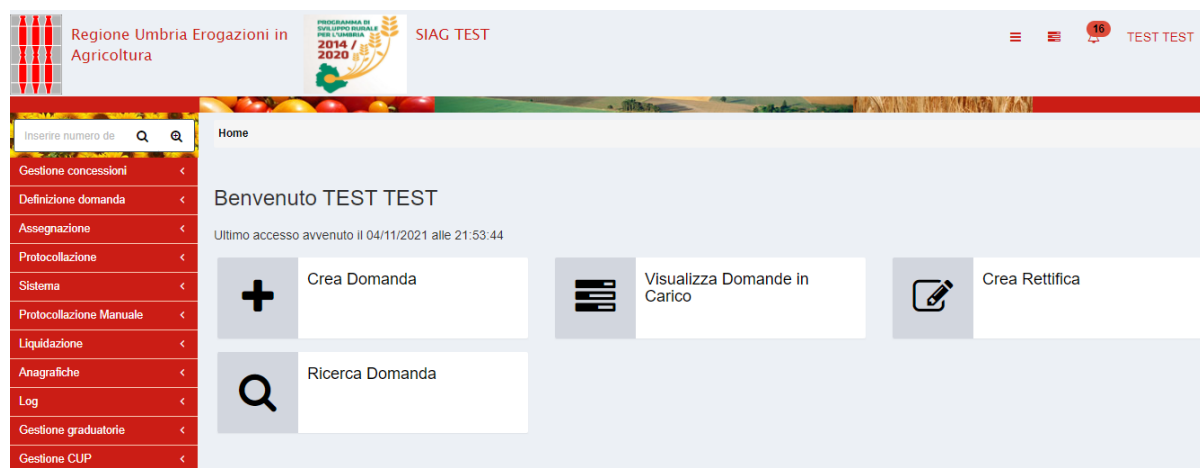 Regione Umbria Erogazioni in
Agricoltura
PROGRAMMA DI
SVILUPPO RURALE
PER L'UMBRIA
2014 /
2020
SIAG TEST
16
TEST TEST
Inserire numero de
Home
Gestione concessioni
Definizione domanda
Assegnazione
Protocollazione
Sistema
Protocollazione Manuale
Liquidazione
Anagrafiche
Log
Gestione graduatorie
Gestione CUP
Benvenuto TEST TEST
Ultimo accesso avvenuto il 04/11/2021 alle 21:53:44
Crea Domanda
Visualizza Domande in
Carico
Crea Rettifica
Ricerca Domanda